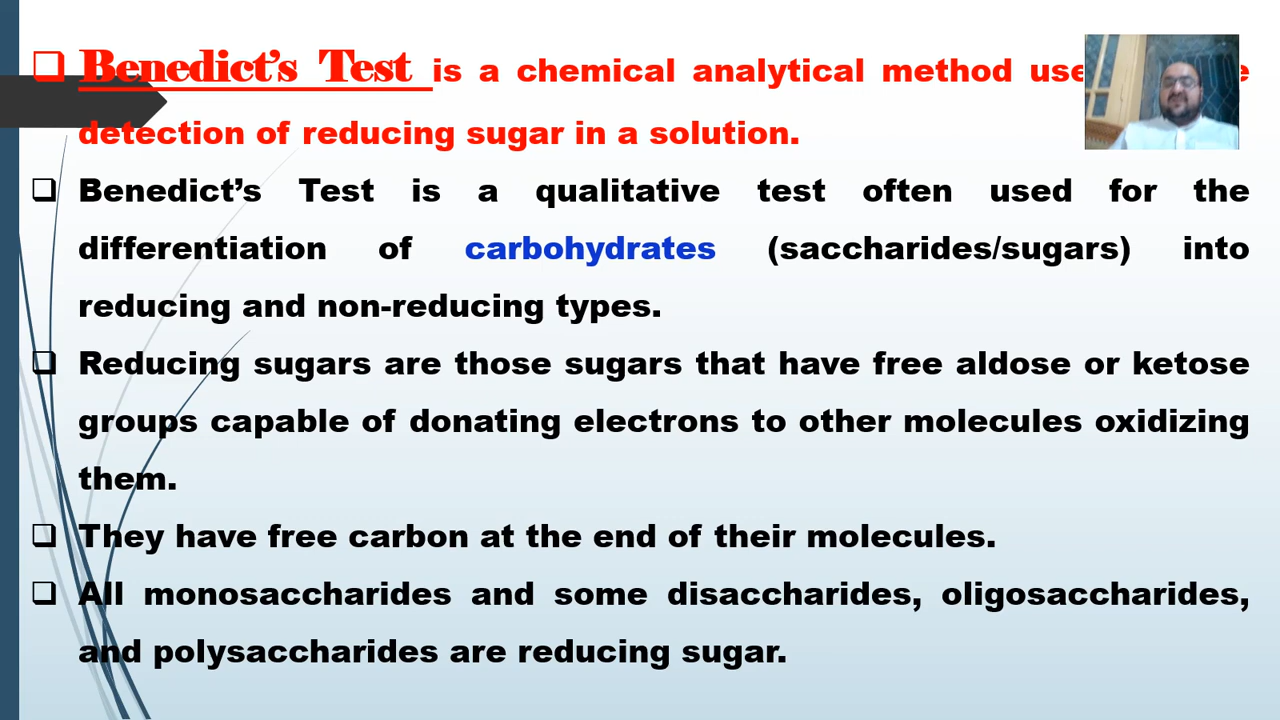 Benedict's Test is a chemical analytical method
detection of reducing sugar in a solution.
Benedict's Test is a qualitative test often used for the
differentiation of carbohydrates (saccharides/sugars) into
reducing and non-reducing types.
Reducing sugars are those sugars that have free aldose or ketose
groups capable of donating electrons to other molecules oxidizing
them.
They have free carbon at the end of their molecules.
All monosaccharides and some disaccharides, oligosaccharides,
and polysaccharides are reducing sugar.